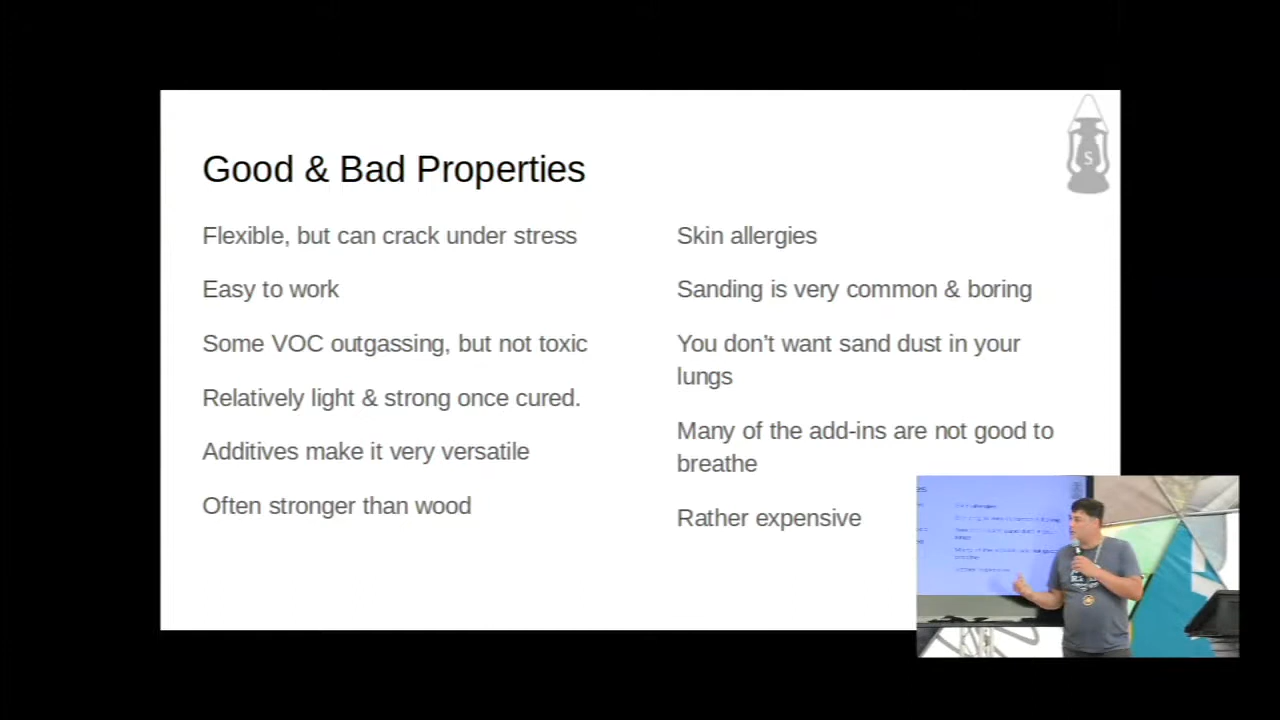 Good & Bad Properties
Flexible, but can crack under stress
Easy to work
Some VOC outgassing, but not toxic
Relatively light & strong once cured.
Additives make it very versatile
Often stronger than wood
Skin allergies
Sanding is very common & boring
You don't want sand dust in your
lungs
Many of the add-ins are not good to
breathe
Rather expensive
S